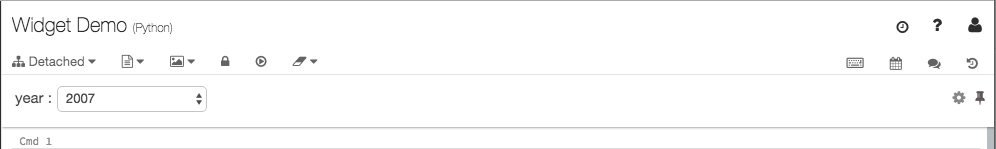 Widget Demo (Python)
?
Detached
year : 2007
Cmd 1